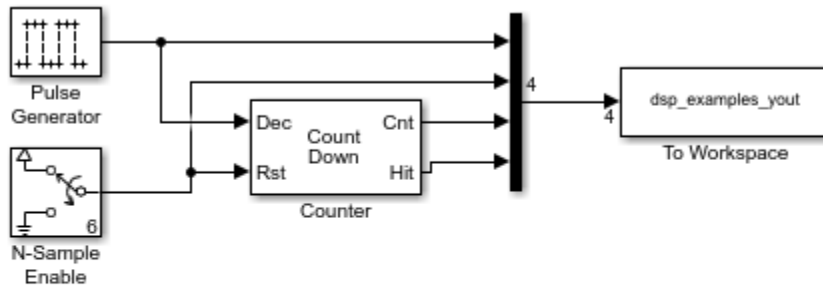 Pulse
Generator
Dec
Rst
Count
Down
Cnt
Hit
Counter
6
N-Sample
Enable
4
4
dsp_examples_yout
To Workspace